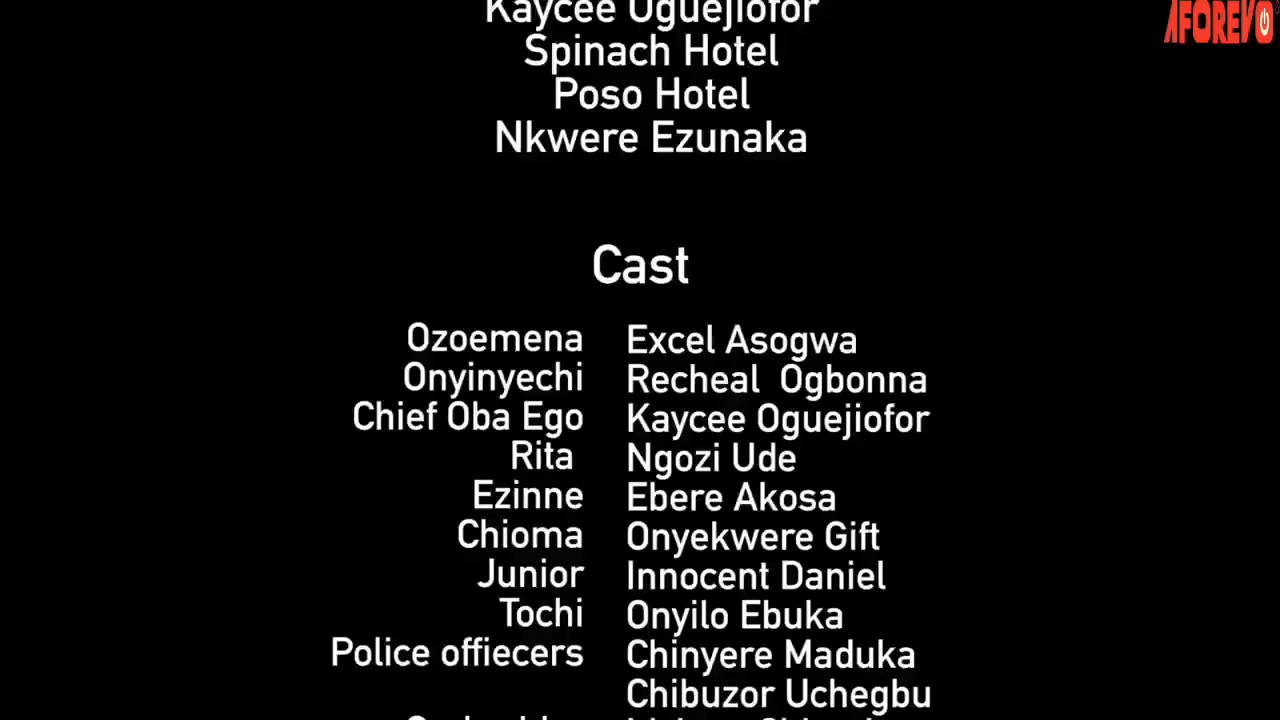 AFOREVO
Kaycee Oguejiofor
Spinach Hotel
Poso Hotel
Nkwere Ezunaka
Cast
Ozoemena Excel Asogwa
Onyinyechi Recheal Ogbonna
Chief Oba Ego Kaycee Oguejiofor
Rita Ngozi Ude
Ezinne Ebere Akosa
Chioma Onyekwere Gift
Junior Innocent Daniel
Tochi Onyilo Ebuka
Police offiecers Chinyere Maduka
Chibuzor Uchegbu